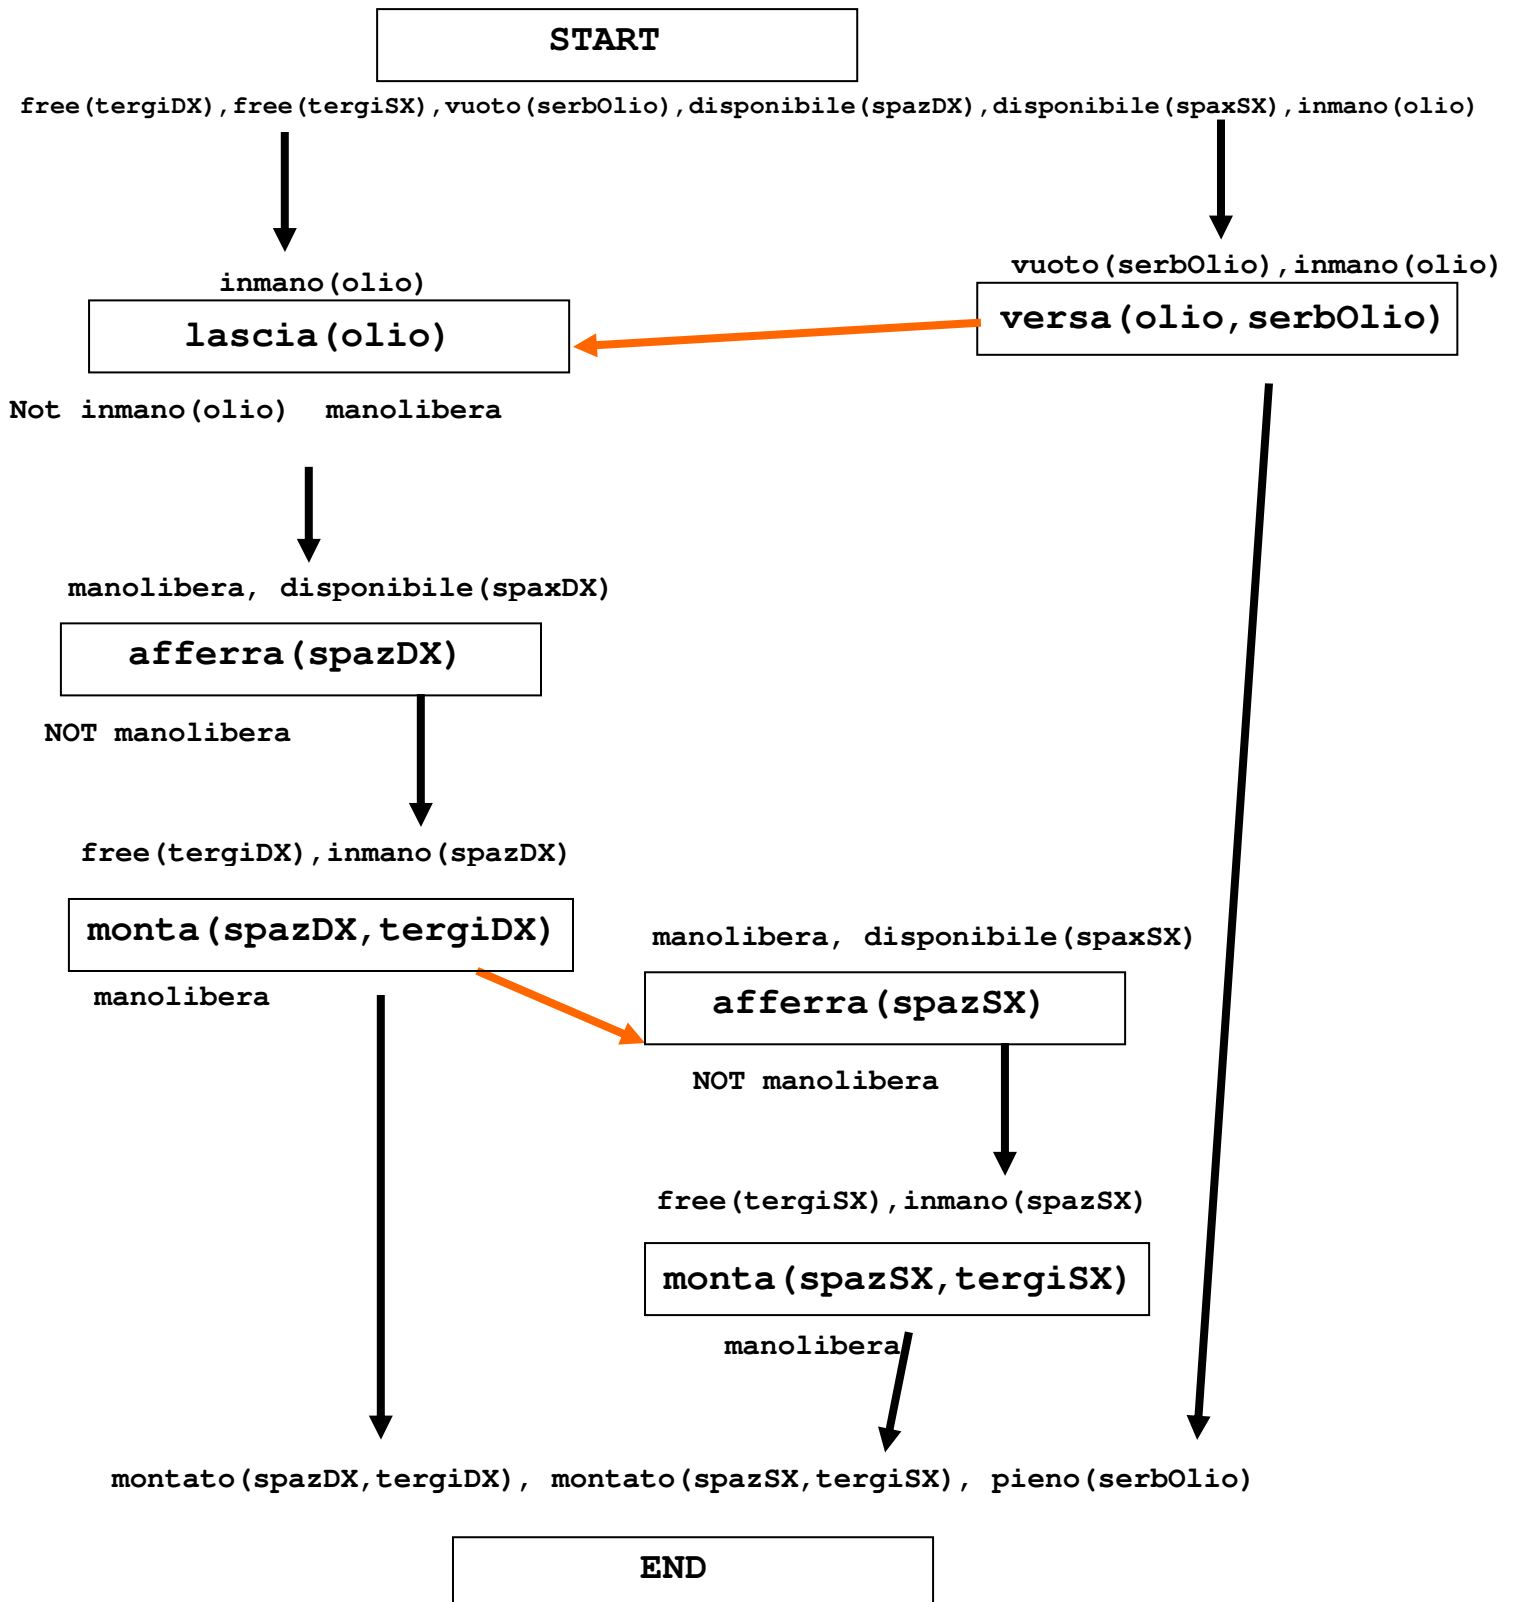 START
free(tergiDX),free(tergiSX),vuoto(serbOlio),disponibile(spazDX),disponibile(spaxSX),inmano(olio)
vuoto(serbOlio),inmano(olio)
inmano(olio)
versa(olio,serbOlio)
lascia(olio)
Not inmano(olio) manolibera
manolibera, disponibile(spaxDX)
afferra(spazDX)
NOT manolibera
free(tergiDX),inmano(spazDX)
monta(spazDX,tergiDX)
manolibera, disponibile(spaxSX)
manolibera
afferra(spazSX)
NOT manolibera
free(tergiSX),inmano(spazSX)
monta(spazSX,tergiSX)
manolibera
montato(spazDX,tergiDX), montato(spazSX,tergiSX), pieno(serbOlio)
END